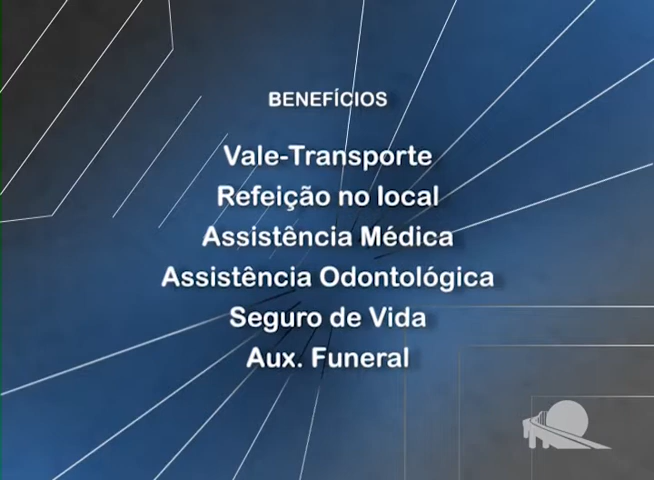 BENEFÍCIOS
Vale-Transporte
Refeição no local
Assistência Médica
Assistência Odontológica
Seguro de Vida
Aux. Funeral